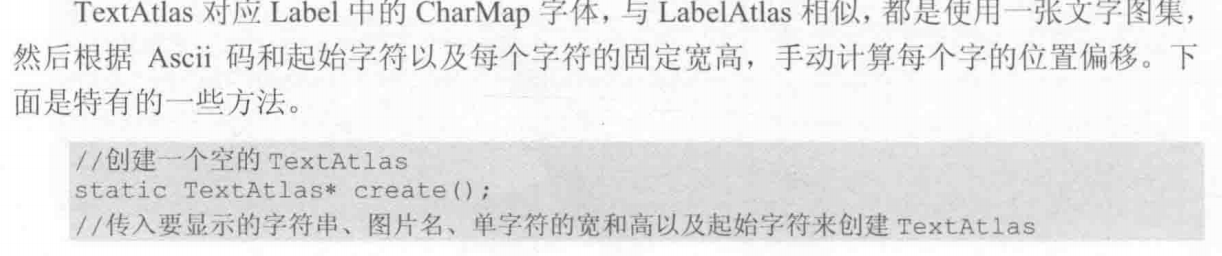 TextAtlas 对应 Label 中的 CharMap 字体，与 LabelAtlas 相似，都是使用一张文字图集，
然后根据 Ascii 码和起始字符以及每个字符的固定宽高，手动计算每个字的位置偏移。下
面是特有的一些方法。
//创建一个空的 TextAtlas
static TextAtlas* create();
//传入要显示的字符串、图片名、单字符的宽和高以及起始字符来创建 TextAtlas